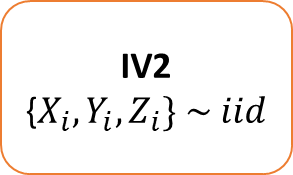 IV2
{Xᵢ, Yᵢ, Zᵢ} ~ iid